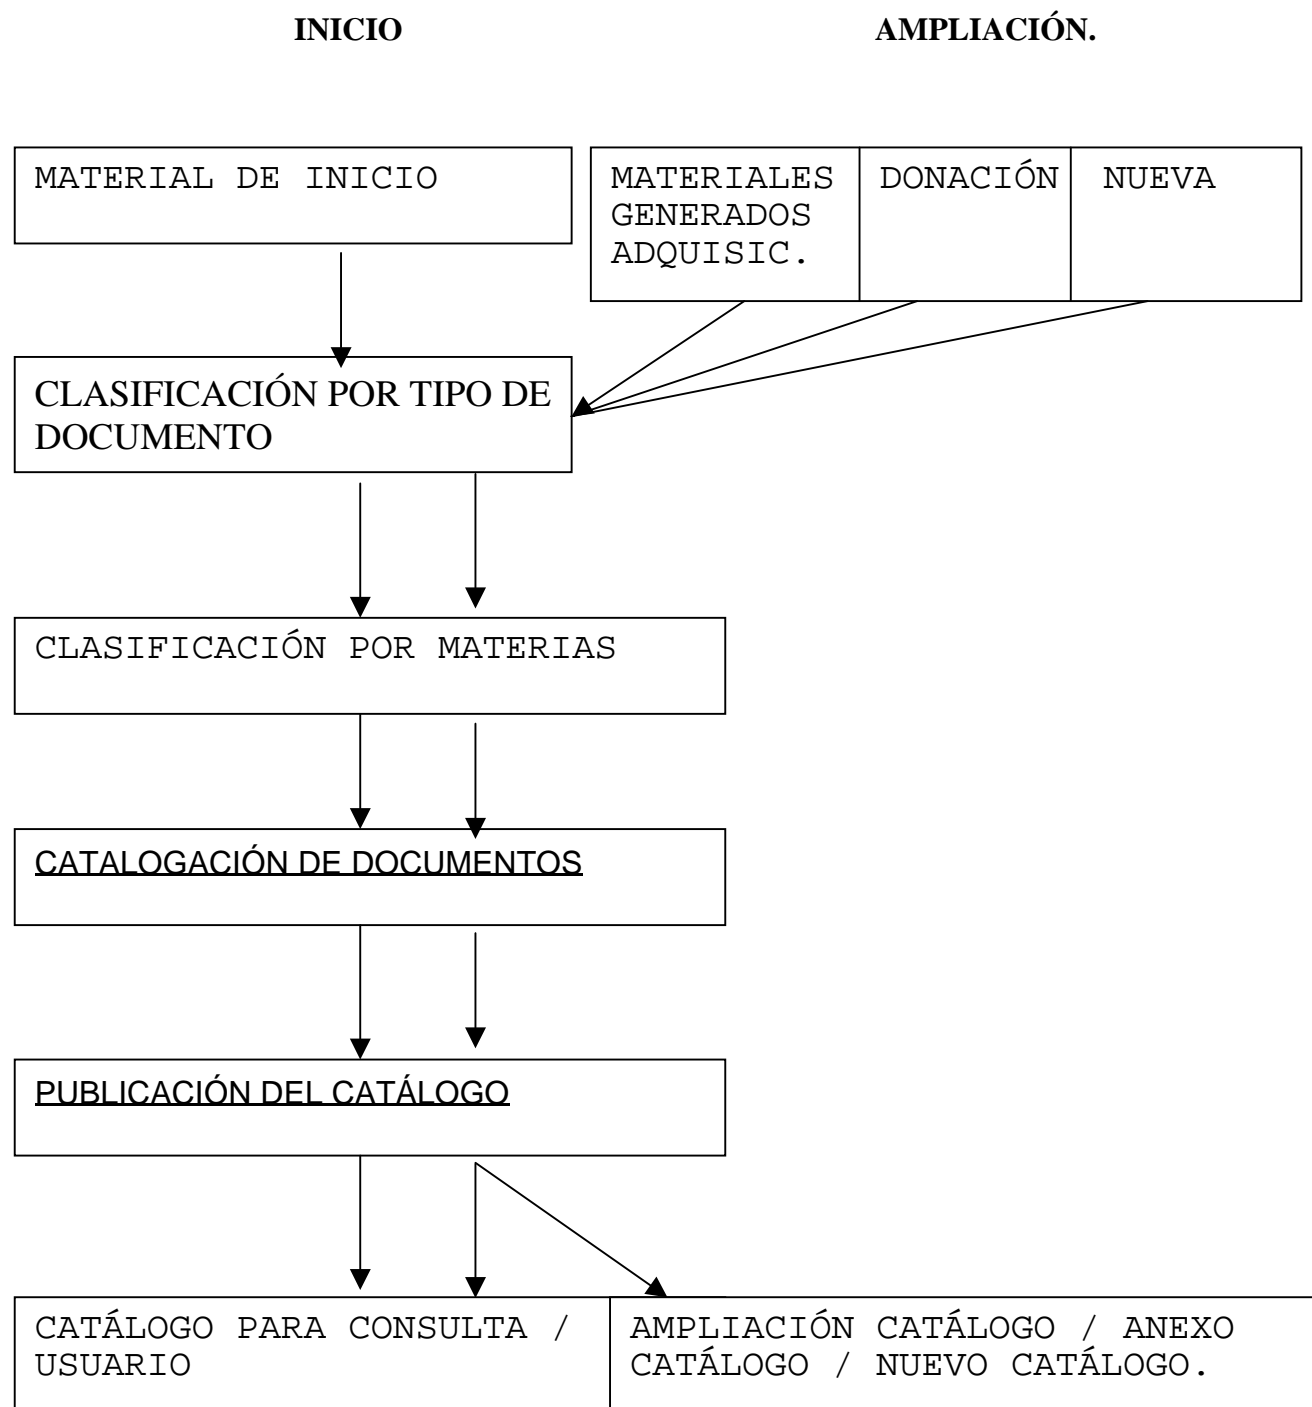 INICIO
AMPLIACIÓN.
MATERIAL DE INICIO
MATERIALES
GENERADOS
ADQUISIC.
DONACIÓN
NUEVA
CLASIFICACIÓN POR TIPO DE
DOCUMENTO
CLASIFICACIÓN POR MATERIAS
CATALOGACIÓN DE DOCUMENTOS
PUBLICACIÓN DEL CATÁLOGO
CATÁLOGO PARA CONSULTA /
USUARIO
AMPLIACIÓN CATÁLOGO / ANEXO
CATÁLOGO / NUEVO CATÁLOGO.